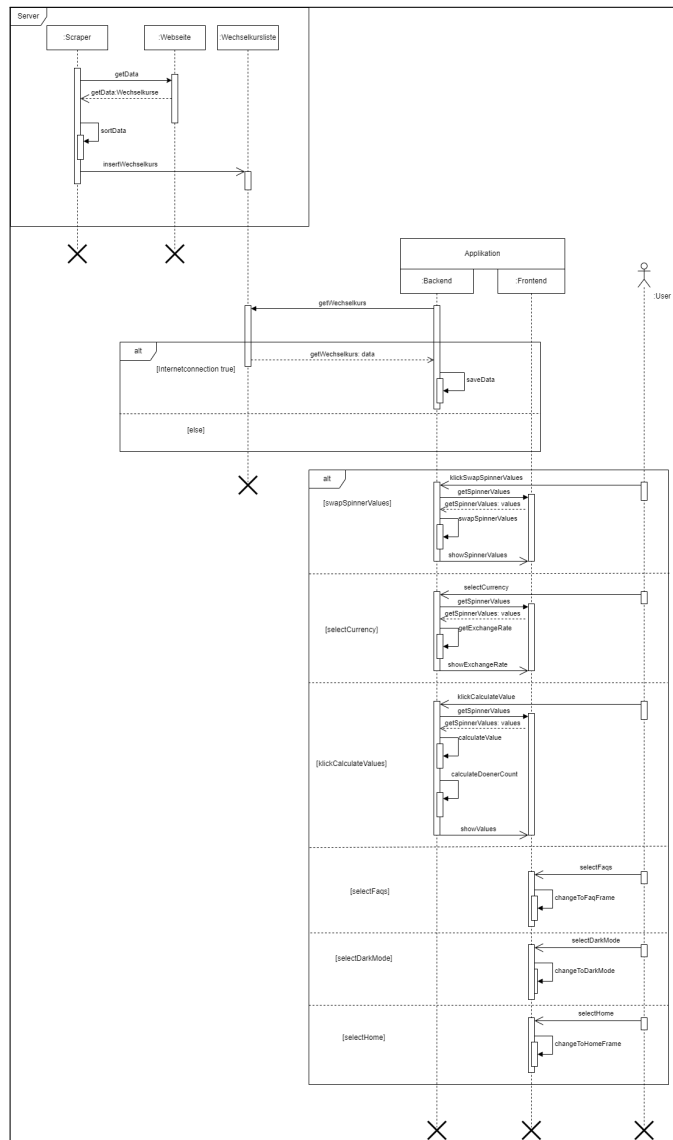 Server
:Scraper
:Webseite
:Wechselkursliste
getData
getData:Wechselkurse
sortData
insertWechselkurs
Applikation
:Backend
:Frontend
:User
getWechselkurs
alt
[Internetconnection true]
getWechselkurs: data
saveData
[else]
alt
klickSwapSpinnerValues
[swapSpinnerValues]
getSpinnerValues
getSpinnerValues: values
swapSpinnerValues
showSpinnerValues
selectCurrency
getSpinnerValues
getSpinnerValues: values
[selectCurrency]
getExchangeRate
showExchangeRate
klickCalculateValue
getSpinnerValues
getSpinnerValues: values
calculateValue
[klickCalculateValues]
calculateDoenerCount
showValues
selectFaqs
[selectFaqs]
changeToFaqFrame
selectDarkMode
[selectDarkMode]
changeToDarkMode
selectHome
[selectHome]
changeToHomeFrame